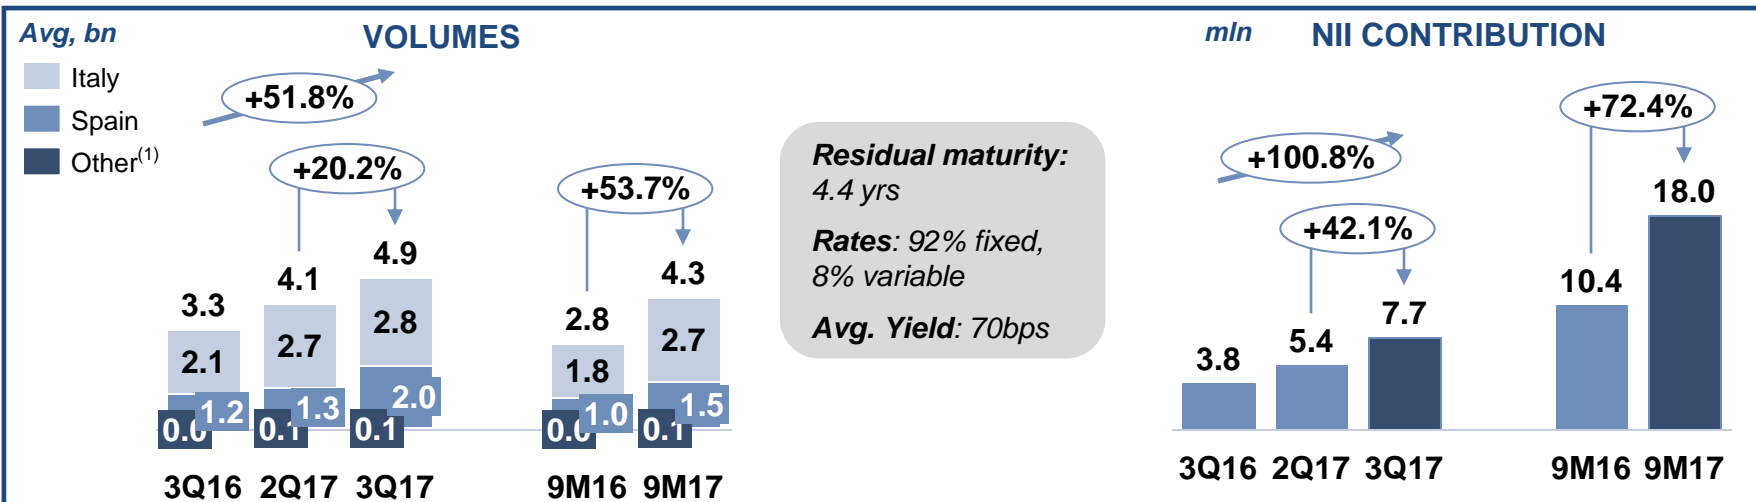 Avg, bn
VOLUMES
Italy
Spain
Other(1)
+51.8%
+20.2%
+53.7%
3.3
4.1
4.9
2.8
4.3
2.1
2.7
2.8
1.8
2.7
1.2
1.3
2.0
1.0
1.5
0.0
0.1
0.1
0.0
0.1
3Q16
2Q17
3Q17
9M16
9M17
Residual maturity:
4.4 yrs
Rates: 92% fixed,
8% variable
Avg. Yield: 70bps
mln
NII CONTRIBUTION
+100.8%
+42.1%
+72.4%
3.8
5.4
7.7
10.4
18.0
3Q16
2Q17
3Q17
9M16
9M17